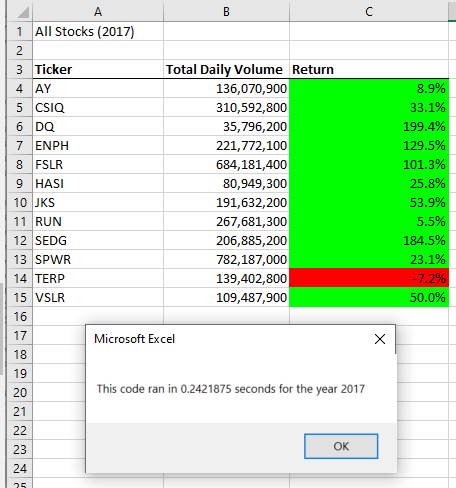 A B C
1 All Stocks (2017)
2
3 Ticker Total Daily Volume Return
4 AY 136,070,900 8.9%
5 CSIQ 310,592,800 33.1%
6 DQ 35,796,200 199.4%
7 ENPH 221,772,100 129.5%
8 FSLR 684,181,400 101.3%
9 HASI 80,949,300 25.8%
10 JKS 191,632,200 53.9%
11 RUN 267,681,300 5.5%
12 SEDG 206,885,200 184.5%
13 SPWR 782,187,000 23.1%
14 TERP 139,402,800 -7.2%
15 VSLR 109,487,900 50.0%
16
17
18
19
20
21
22
23
24
25
Microsoft Excel
This code ran in 0.2421875 seconds for the year 2017
OK